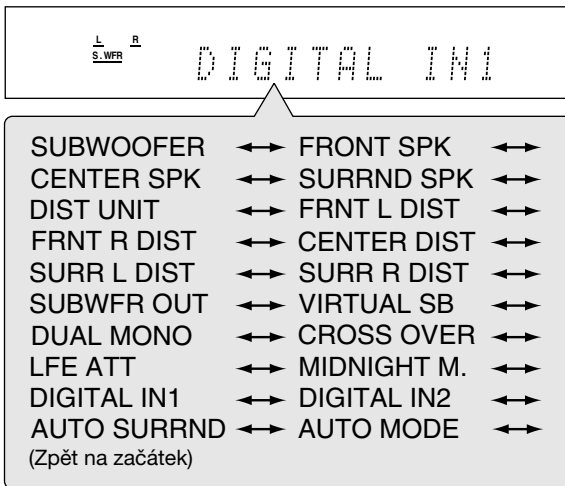 L R
S.WFR
DIGITAL IN1
SUBWOOFER ↔ FRONT SPK ↔
CENTER SPK ↔ SURRND SPK ↔
DIST UNIT ↔ FRNT L DIST ↔
FRNT R DIST ↔ CENTER DIST ↔
SURR L DIST ↔ SURR R DIST ↔
SUBWFR OUT ↔ VIRTUAL SB ↔
DUAL MONO ↔ CROSS OVER ↔
LFE ATT ↔ MIDNIGHT M. ↔
DIGITAL IN1 ↔ DIGITAL IN2 ↔
AUTO SURRND ↔ AUTO MODE ↔
(Zpět na začátek)